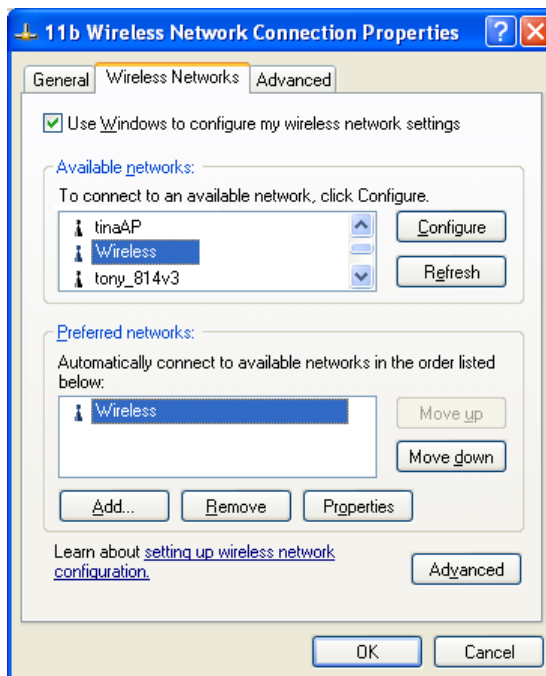 11b Wireless Network Connection Properties
General Wireless Networks Advanced
Use Windows to configure my wireless network settings
Available networks:
To connect to an available network, click Configure.
tinaAP
Wireless
tony_814v3
Configure
Refresh
Preferred networks:
Automatically connect to available networks in the order listed
below:
Wireless
Move up
Move down
Add... Remove Properties
Learn about setting up wireless network
configuration.
Advanced
OK Cancel